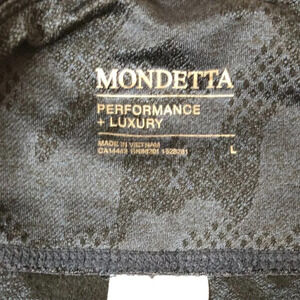 MONDETTA
PERFORMANCE
+ LUXURY
MADE IN VIETNAM
L